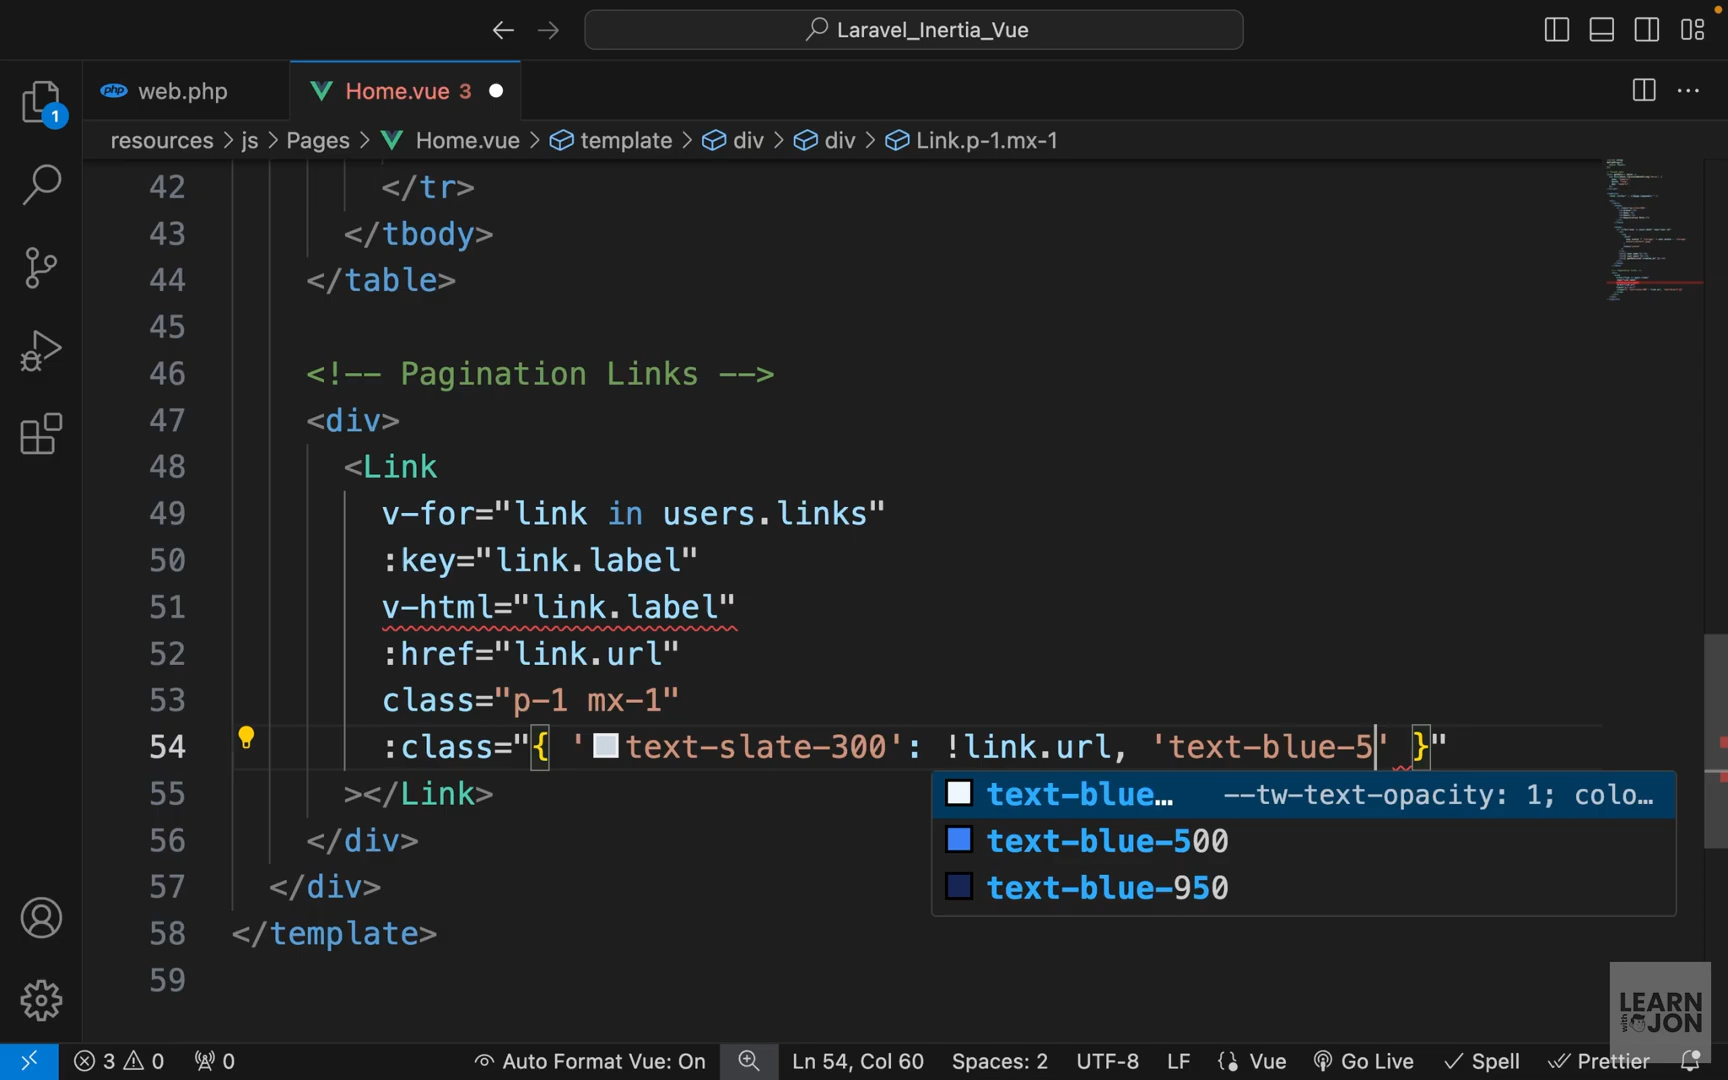 Laravel_Inertia_Vue
web.php
Home.vue 3
resources > js > Pages > Home.vue > template > div > div > Link.p-1.mx-1
1
42 </tr>
43 </tbody>
44 </table>
45
46 <!-- Pagination Links -->
47 <div>
48 <Link
49 v-for="link in users.links"
50 :key="link.label"
51 v-html="link.label"
52 :href="link.url"
53 class="p-1 mx-1"
54 :class="{ 'text-slate-300': !link.url, 'text-blue-5' }"
55 ></Link>
56 </div>
57 </div>
58 </template>
59
text-blue… --tw-text-opacity: 1; colo…
text-blue-500
text-blue-950
LEARN
with JON
3 0 0 Auto Format Vue: On Ln 54, Col 60 Spaces: 2 UTF-8 LF Vue Go Live Spell Prettier